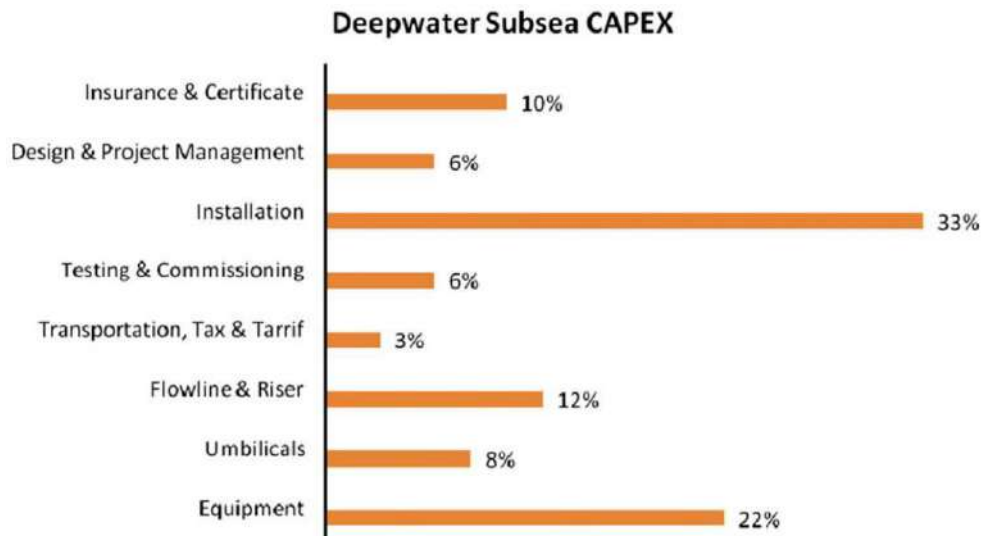 Deepwater Subsea CAPEX
Insurance & Certificate 10%
Design & Project Management 6%
Installation 33%
Testing & Commissioning 6%
Transportation, Tax & Tarrif 3%
Flowline & Riser 12%
Umbilicals 8%
Equipment 22%